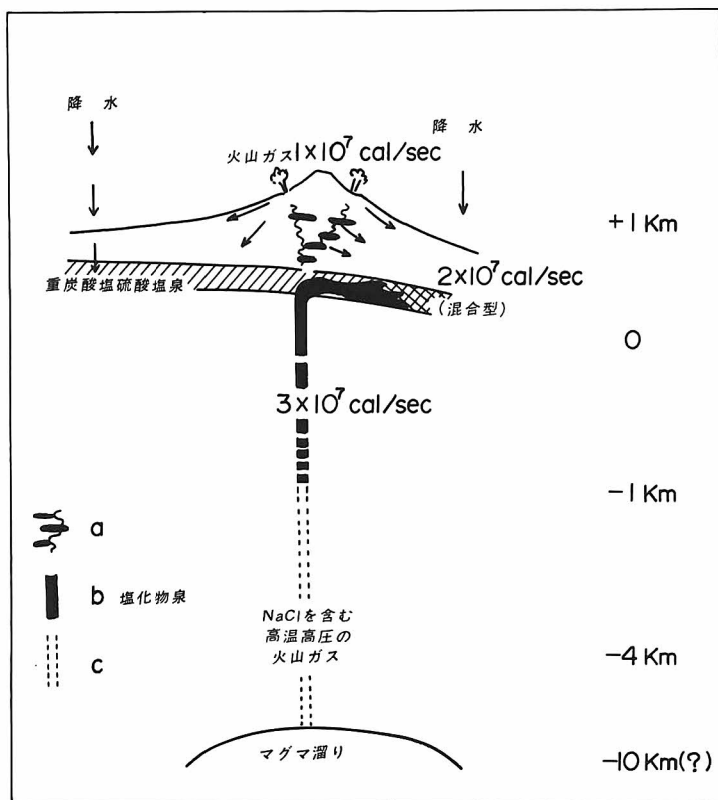 降 水
降 水
火山ガス 1×10⁷ cal/sec
+1 Km
2×10⁷ cal/sec
重炭酸塩硫酸塩泉
(混合型)
0
3×10⁷ cal/sec
-1 Km
a
b 塩化物泉
NaClを含む
高温高圧の
火山ガス
c
-4 Km
マグマ溜り
-10 Km(?)